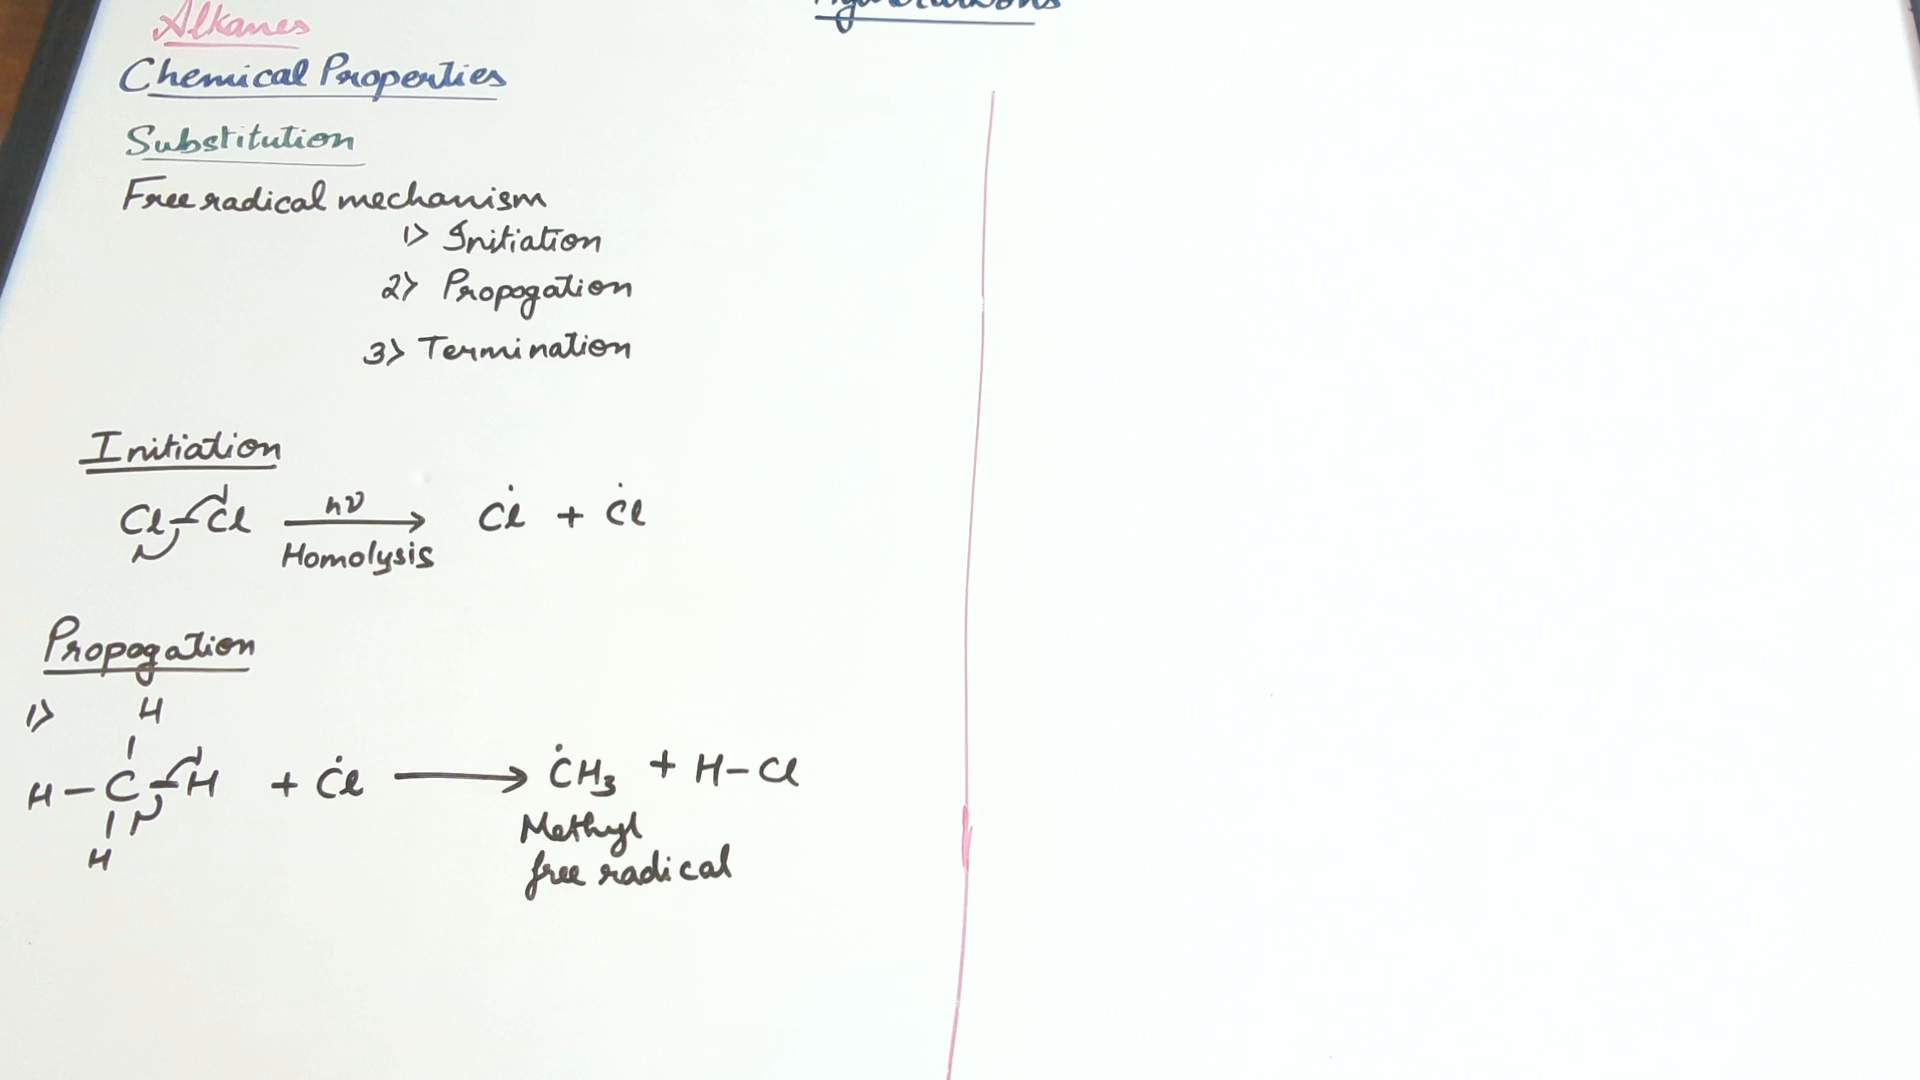 Alkanes
Chemical Properties
Substitution
Free radical mechanism
1> Initiation
2> Propogation
3> Termination
Initiation
Cl-Cl hν Ċl + Ċl
Homolysis
Propogation
1> H
H-C-H + Ċl → ĊH₃ + H-Cl
H
Methyl
free radical